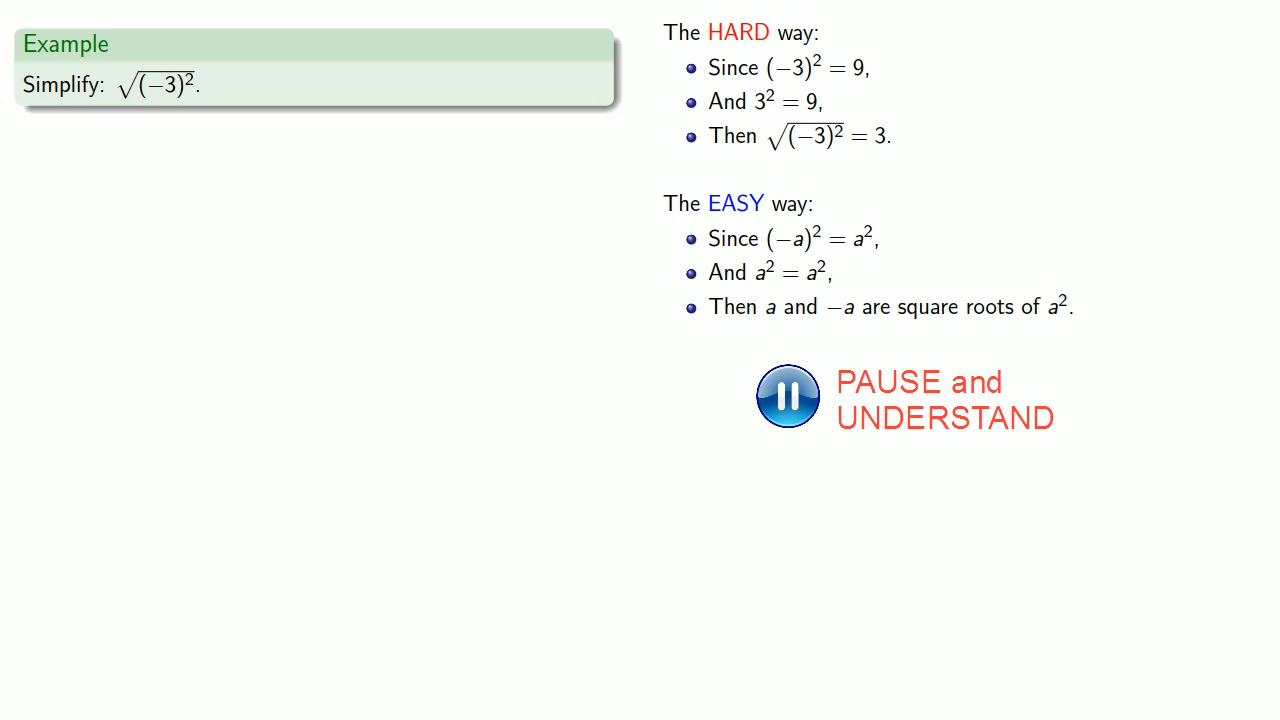 Example
Simplify: √(−3)².
The HARD way:
Since (−3)² = 9,
And 3² = 9,
Then √(−3)² = 3.
The EASY way:
Since (−a)² = a²,
And a² = a²,
Then a and −a are square roots of a².
PAUSE and
UNDERSTAND